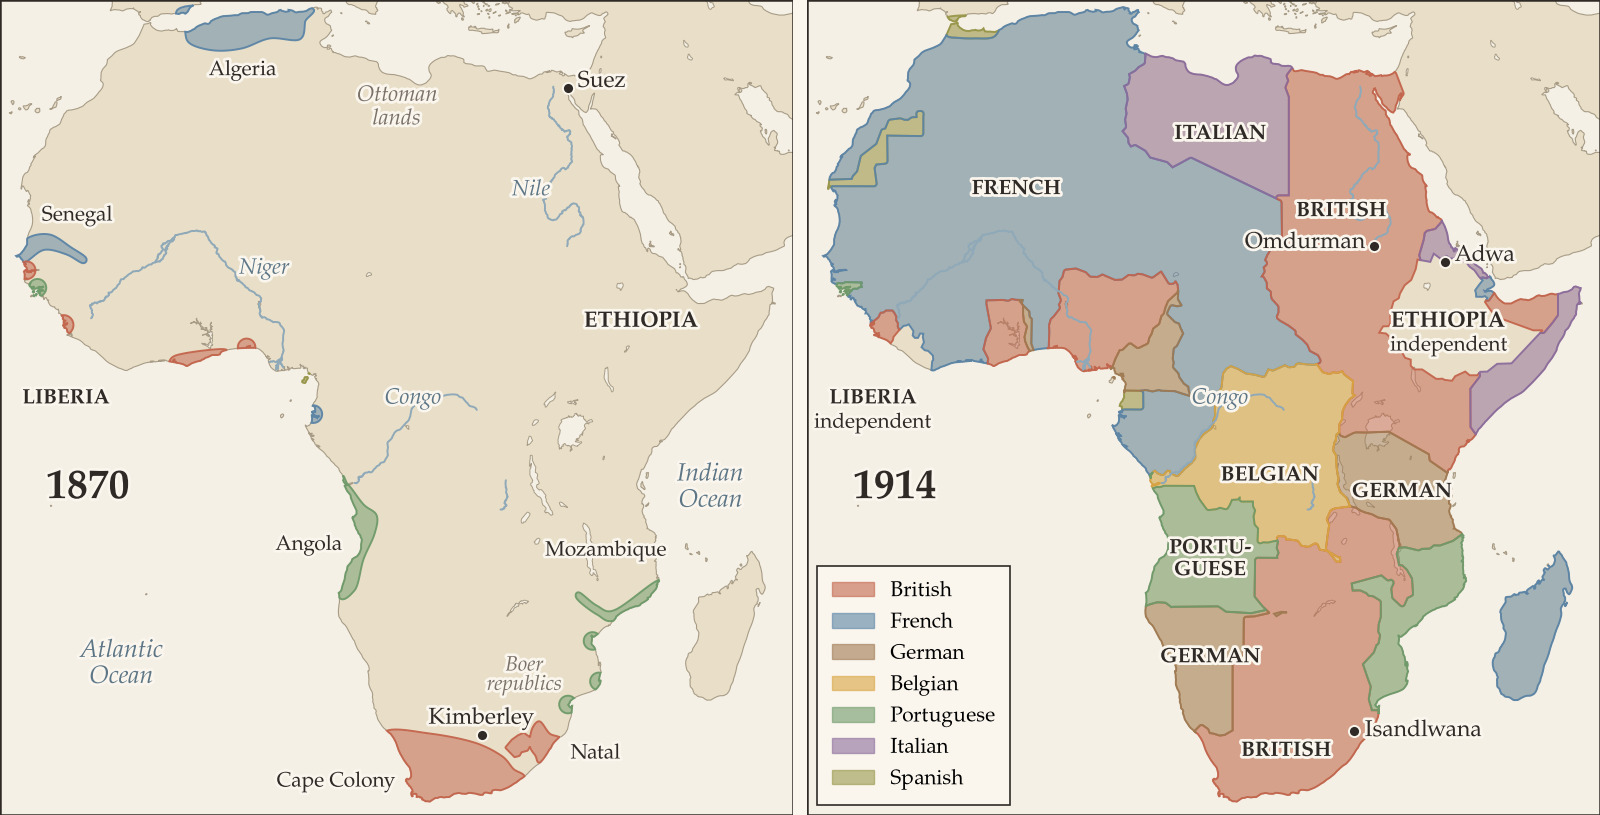 Algeria
Suez
Ottoman
lands
Nile
Senegal
Niger
ETHIOPIA
LIBERIA
Congo
1870
Indian
Ocean
Angola
Mozambique
Atlantic
Ocean
Boer
republics
Kimberley
Natal
Cape Colony
ITALIAN
FRENCH
BRITISH
Omdurman
Adwa
ETHIOPIA
independent
LIBERIA
independent
Congo
BELGIAN
1914
GERMAN
PORTU-
GUESE
GERMAN
Isandlwana
BRITISH
British
French
German
Belgian
Portuguese
Italian
Spanish